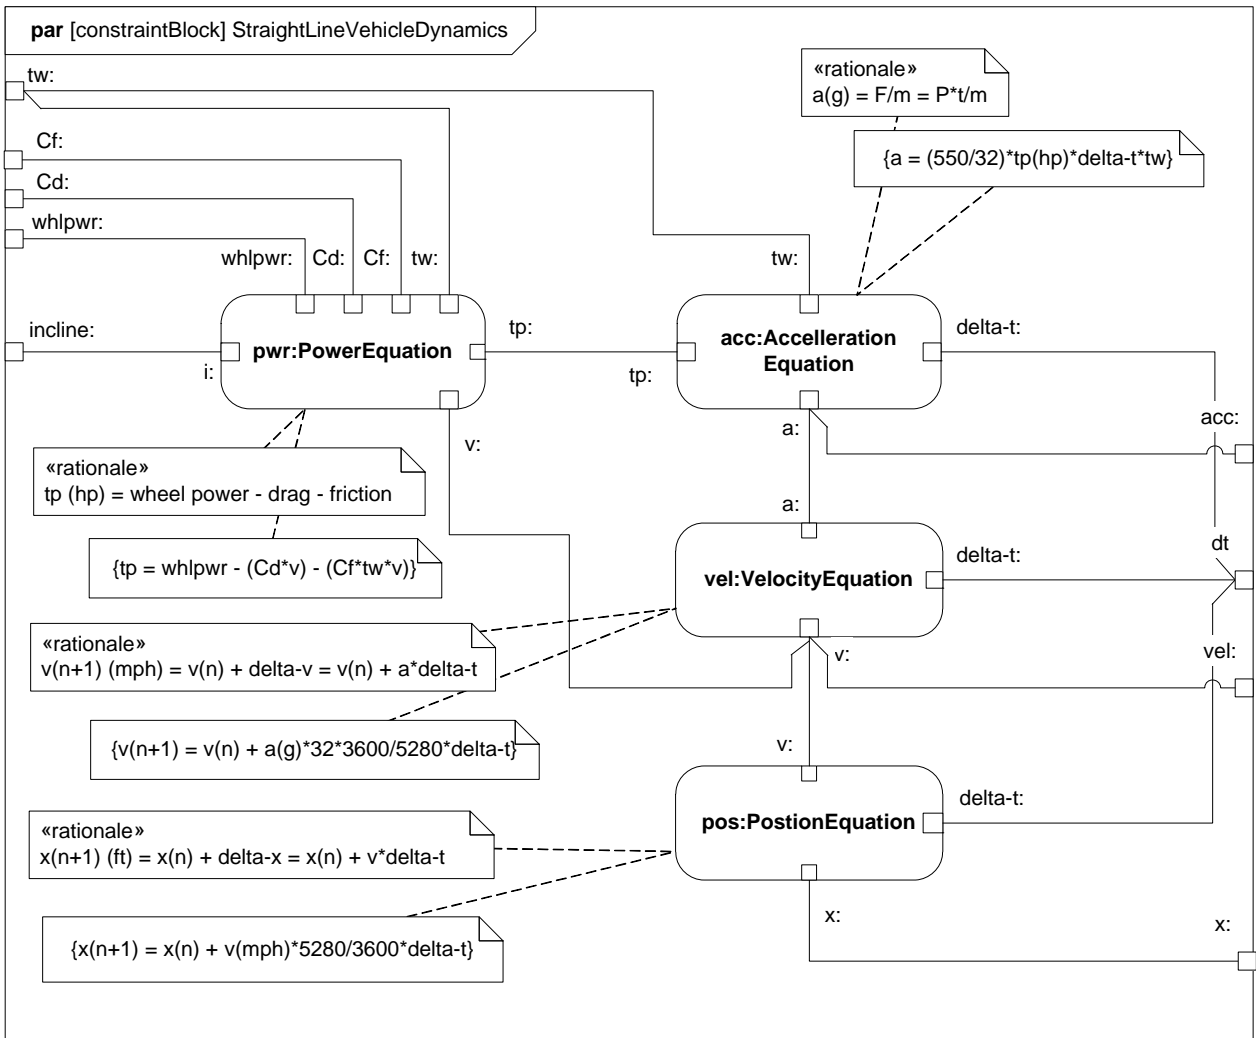 par [constraintBlock] StraightLineVehicleDynamics
tw:
«rationale»
a(g) = F/m = P*t/m
Cf:
{a = (550/32)*tp(hp)*delta-t*tw}
Cd:
whlpwr:
whlpwr:
Cd:
Cf:
tw:
tw:
incline:
i:
pwr:PowerEquation
tp:
tp:
acc:Accelleration
Equation
delta-t:
v:
a:
acc:
«rationale»
tp (hp) = wheel power - drag - friction
a:
{tp = whlpwr - (Cd*v) - (Cf*tw*v)}
vel:VelocityEquation
delta-t:
dt
«rationale»
v(n+1) (mph) = v(n) + delta-v = v(n) + a*delta-t
v:
vel:
{v(n+1) = v(n) + a(g)*32*3600/5280*delta-t}
v:
«rationale»
x(n+1) (ft) = x(n) + delta-x = x(n) + v*delta-t
pos:PostionEquation
delta-t:
{x(n+1) = x(n) + v(mph)*5280/3600*delta-t}
x:
x: